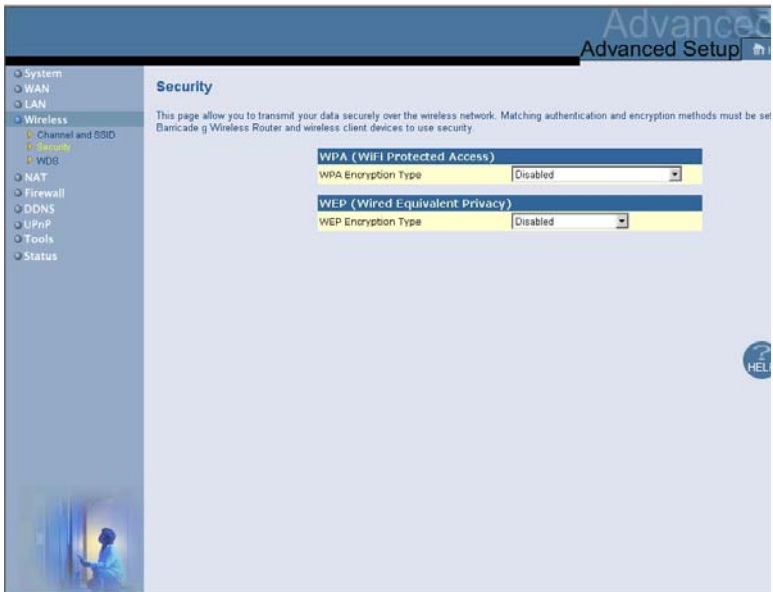 Advanced
Advanced Setup
System
WAN
LAN
Wireless
Channel and SSID
Security
WDS
NAT
Firewall
DDNS
UPnP
Tools
Status
Security
This page allow you to transmit your data securely over the wireless network. Matching authentication and encryption methods must be set
Barricade g Wireless Router and wireless client devices to use security.
WPA (WiFi Protected Access)
WPA Encryption Type Disabled
WEP (Wired Equivalent Privacy)
WEP Encryption Type Disabled
HELP